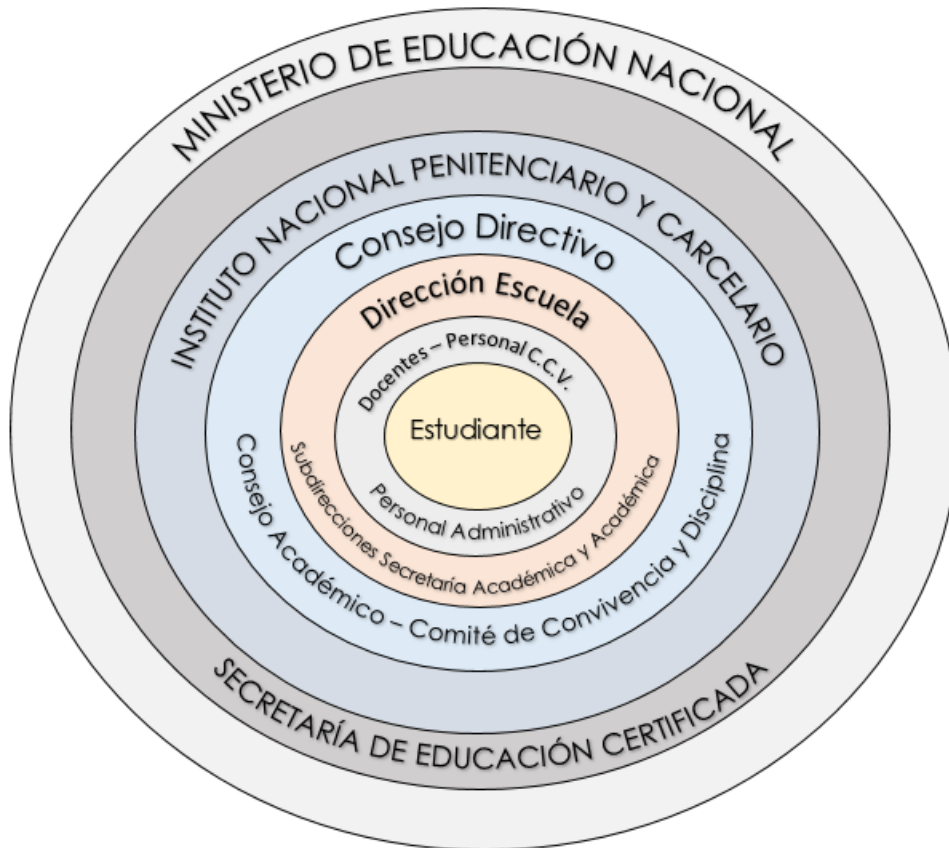 MINISTERIO DE EDUCACIÓN NACIONAL
INSTITUTO NACIONAL PENITENCIARIO Y CARCELARIO
Consejo Directivo
Dirección Escuela
Docentes – Personal C.C.V.
Estudiante
Personal Administrativo
Subdirecciones Secretaría Académica y Académica
Consejo Académico – Comité de Convivencia y Disciplina
SECRETARÍA DE EDUCACIÓN CERTIFICADA